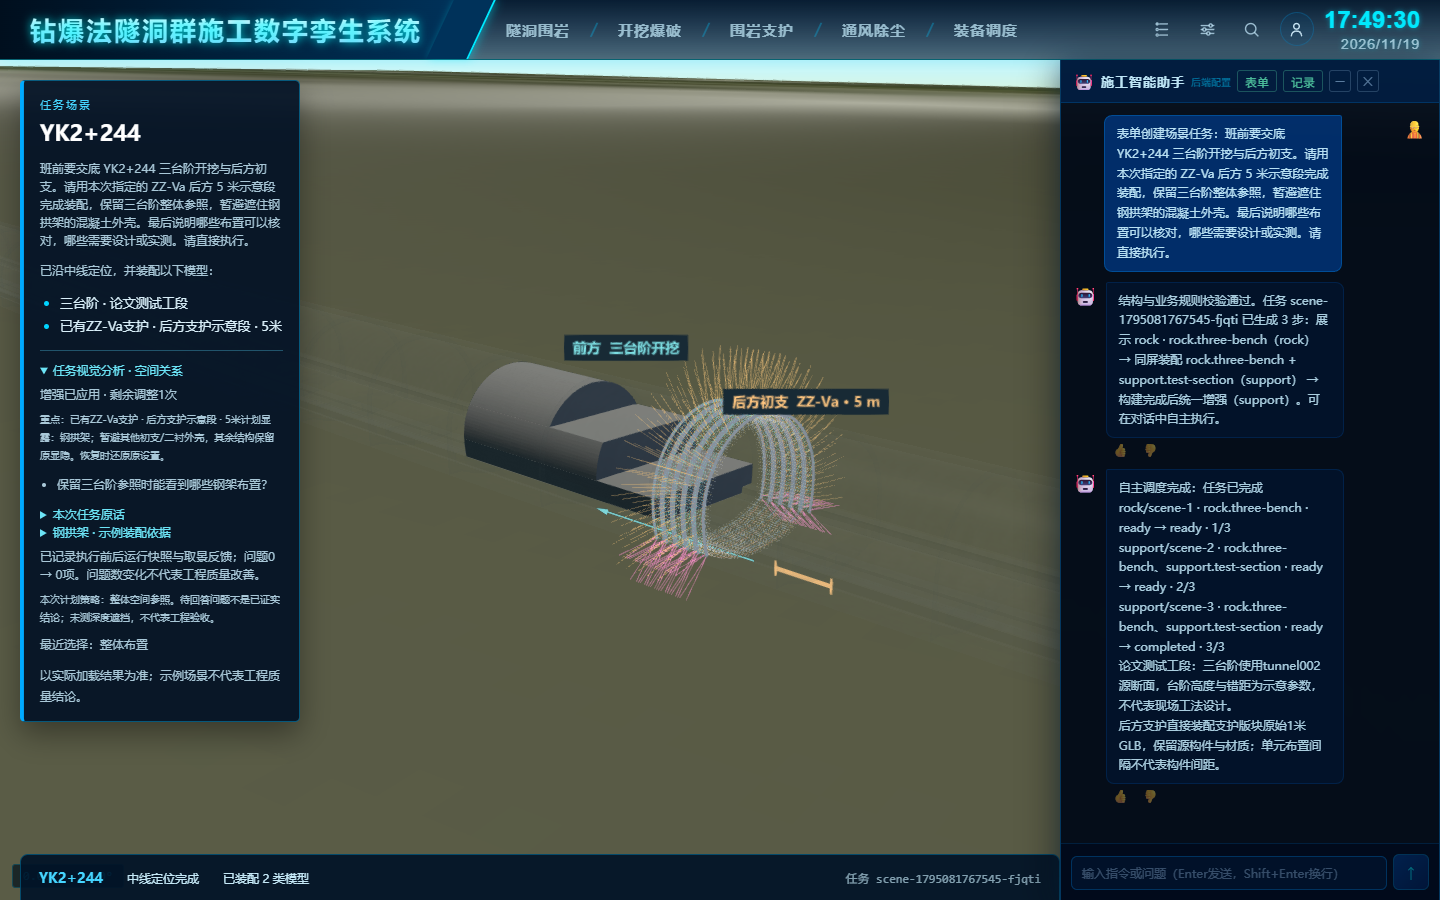 钻爆法隧洞群施工数字孪生系统
隧洞围岩 / 开挖爆破 / 围岩支护 / 通风除尘 / 装备调度
17:49:30
2026/11/19
任务场景
YK2+244
班前要交底 YK2+244 三台阶开挖与后方初
支。请用本次指定的 ZZ-Va 后方 5 米示意段
完成装配，保留三台阶整体参照，暂避遮住钢
拱架的混凝土外壳。最后说明哪些布置可以核
对，哪些需要设计或实测。请直接执行。
已沿中线定位，并装配以下模型：
• 三台阶 · 论文测试工段
• 已有ZZ-Va支护 · 后方支护示意段 · 5米
▼ 任务视觉分析 · 空间关系
增强已应用 · 剩余调整1次
重点：已有ZZ-Va支护 · 后方支护示意段 · 5米计划显
露：钢拱架；暂避其他初支/二衬外壳，其余结构保留
原显隐。恢复时还原原设置。
• 保留三台阶参照时能看到哪些钢架布置？
▶ 本次任务原话
▶ 钢拱架 · 示例装配依据
已记录执行前后运行快照与取景反馈；问题0
→ 0项。问题数变化不代表工程质量改善。
本次计划策略：整体空间参照。待回答问题不是已证实
结论；未测深度遮挡，不代表工程验收。
最近选择：整体布置
以实际加载结果为准；示例场景不代表工程质
量结论。
前方 三台阶开挖
后方初支 ZZ-Va · 5 m
YK2+244 中线定位完成 已装配 2 类模型 任务 scene-1795081767545-fjqti
施工智能助手 后端配置 表单 记录
表单创建场景任务：班前要交底
YK2+244 三台阶开挖与后方初支。请用
本次指定的 ZZ-Va 后方 5 米示意段完成
装配，保留三台阶整体参照，暂避遮住
钢拱架的混凝土外壳。最后说明哪些布
置可以核对，哪些需要设计或实测。请
直接执行。
结构与业务规则校验通过。任务 scene-
1795081767545-fjqti 已生成 3 步：展
示 rock · rock.three-bench（rock）
→ 同屏装配 rock.three-bench +
support.test-section（support） →
构建完成后统一增强（support）。可
在对话中自主执行。
自主调度完成：任务已完成
rock/scene-1 · rock.three-bench ·
ready → ready · 1/3
support/scene-2 · rock.three-
bench、support.test-section · ready
→ ready · 2/3
support/scene-3 · rock.three-
bench、support.test-section · ready
→ completed · 3/3
论文测试工段：三台阶使用tunnel002
源断面，台阶高度与错距为示意参数，
不代表现场工法设计。
后方支护直接装配支护版块原始1米
GLB，保留源构件与材质；单元布置间
隔不代表构件间距。
输入指令或问题（Enter发送，Shift+Enter换行）